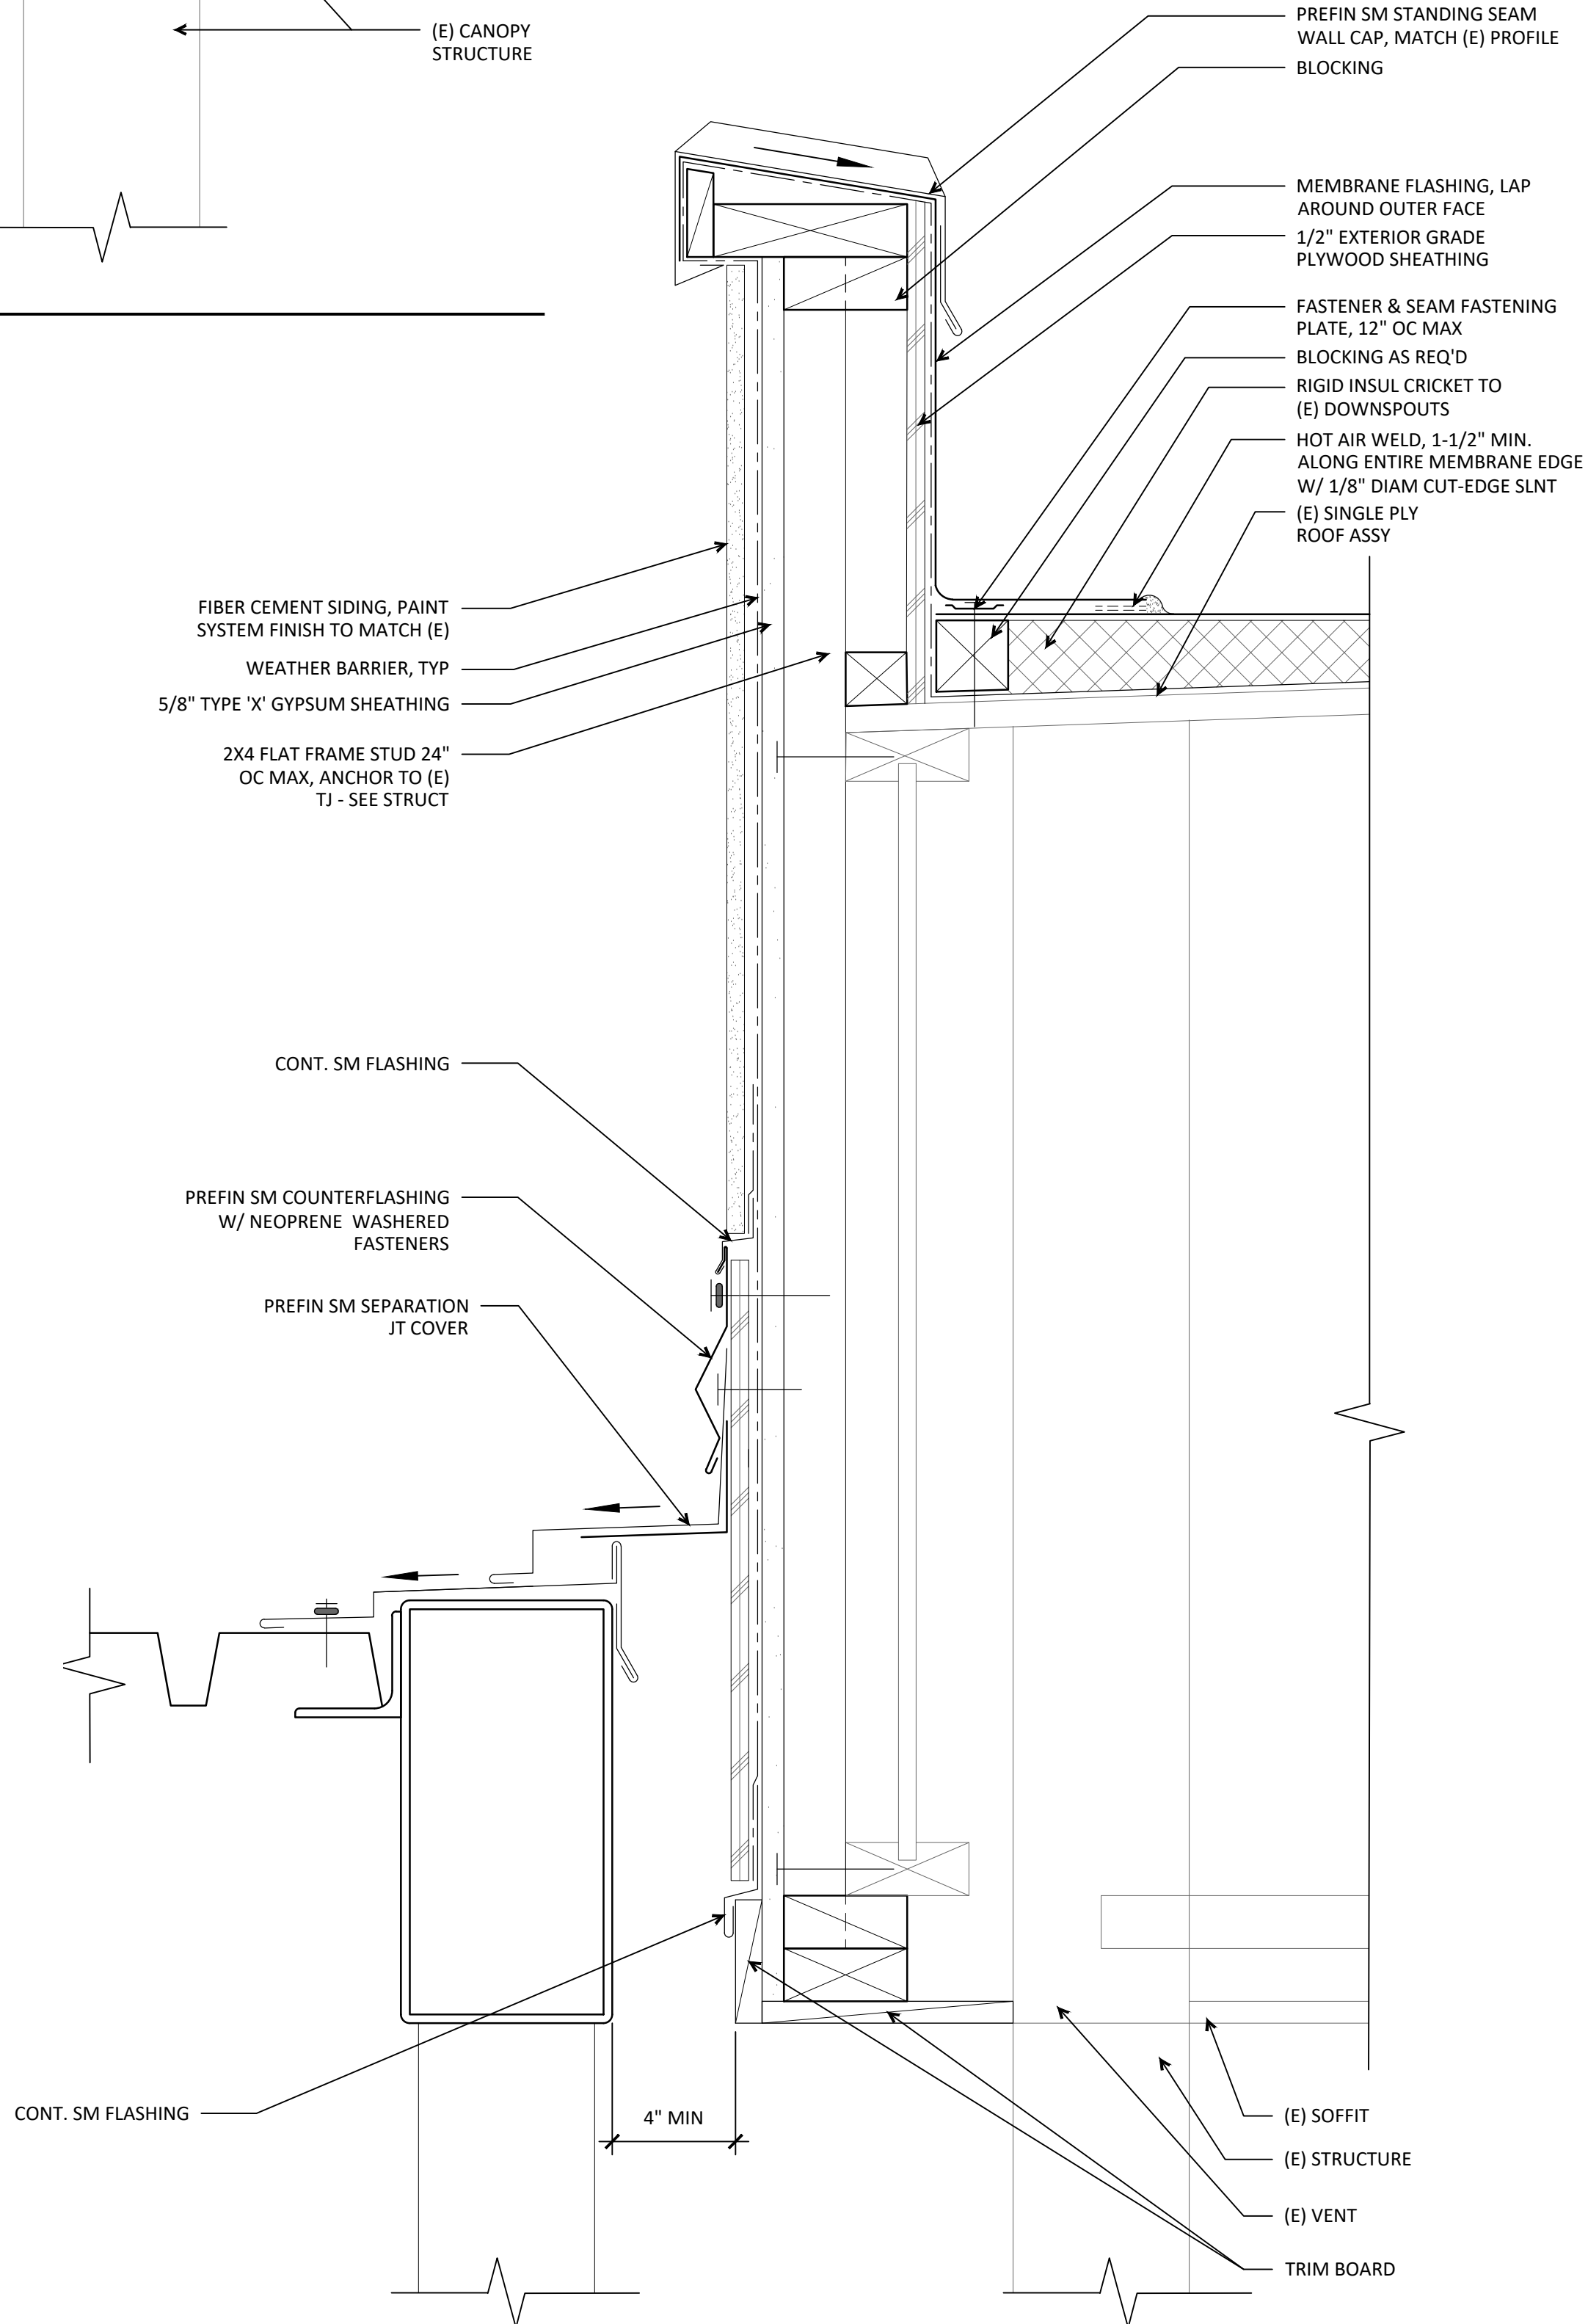 (E) CANOPY
STRUCTURE
PREFIN SM STANDING SEAM
WALL CAP, MATCH (E) PROFILE
BLOCKING
MEMBRANE FLASHING, LAP
AROUND OUTER FACE
1/2" EXTERIOR GRADE
PLYWOOD SHEATHING
FASTENER & SEAM FASTENING
PLATE, 12" OC MAX
BLOCKING AS REQ'D
RIGID INSUL CRICKET TO
(E) DOWNSPOUTS
HOT AIR WELD, 1-1/2" MIN.
ALONG ENTIRE MEMBRANE EDGE
W/ 1/8" DIAM CUT-EDGE SLNT
(E) SINGLE PLY
ROOF ASSY
FIBER CEMENT SIDING, PAINT
SYSTEM FINISH TO MATCH (E)
WEATHER BARRIER, TYP
5/8" TYPE 'X' GYPSUM SHEATHING
2X4 FLAT FRAME STUD 24"
OC MAX, ANCHOR TO (E)
TJ - SEE STRUCT
CONT. SM FLASHING
PREFIN SM COUNTERFLASHING
W/ NEOPRENE WASHERED
FASTENERS
PREFIN SM SEPARATION
JT COVER
CONT. SM FLASHING
4" MIN
(E) SOFFIT
(E) STRUCTURE
(E) VENT
TRIM BOARD